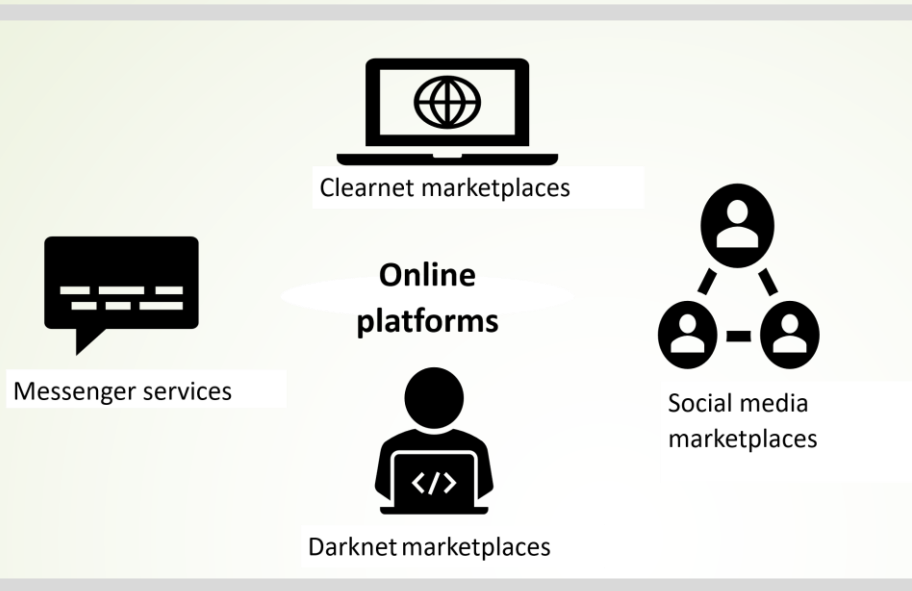 Clearnet marketplaces
Online
platforms
Messenger services
Social media
marketplaces
</>
Darknet marketplaces